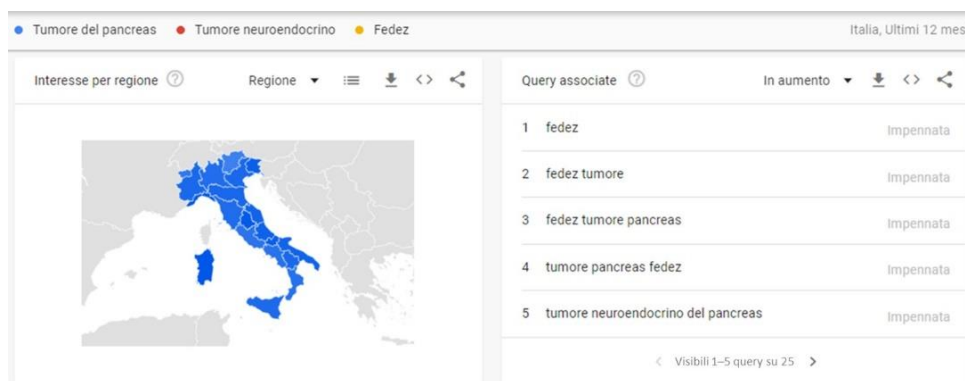 Tumore del pancreas Tumore neuroendocrino Fedez Italia, Ultimi 12 mes
Interesse per regione Regione
Query associate In aumento
1 fedez Impennata
2 fedez tumore Impennata
3 fedez tumore pancreas Impennata
4 tumore pancreas fedez Impennata
5 tumore neuroendocrino del pancreas Impennata
Visibili 1–5 query su 25